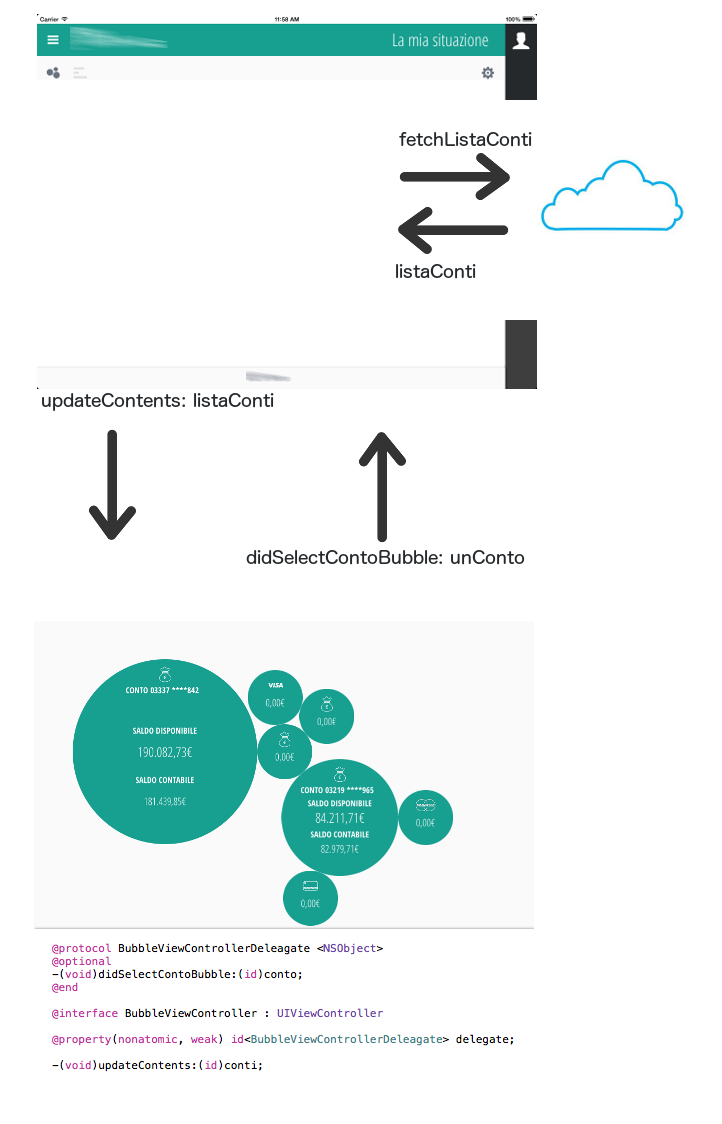 Carrier 11:58 AM 100%
La mia situazione
fetchListaConti
listaConti
updateContents: listaConti
didSelectContoBubble: unConto
CONTO 03337 ****842
SALDO DISPONIBILE
190.082,73€
SALDO CONTABILE
181.439,85€
VISA
0,00€
0,00€
0,00€
CONTO 03219 ****965
SALDO DISPONIBILE
84.211,71€
SALDO CONTABILE
82.979,71€
0,00€
0,00€
@protocol BubbleViewControllerDeleagate <NSObject>
@optional
-(void)didSelectContoBubble:(id)conto;
@end
@interface BubbleViewController : UIViewController
@property(nonatomic, weak) id<BubbleViewControllerDeleagate> delegate;
-(void)updateContents:(id)conti;